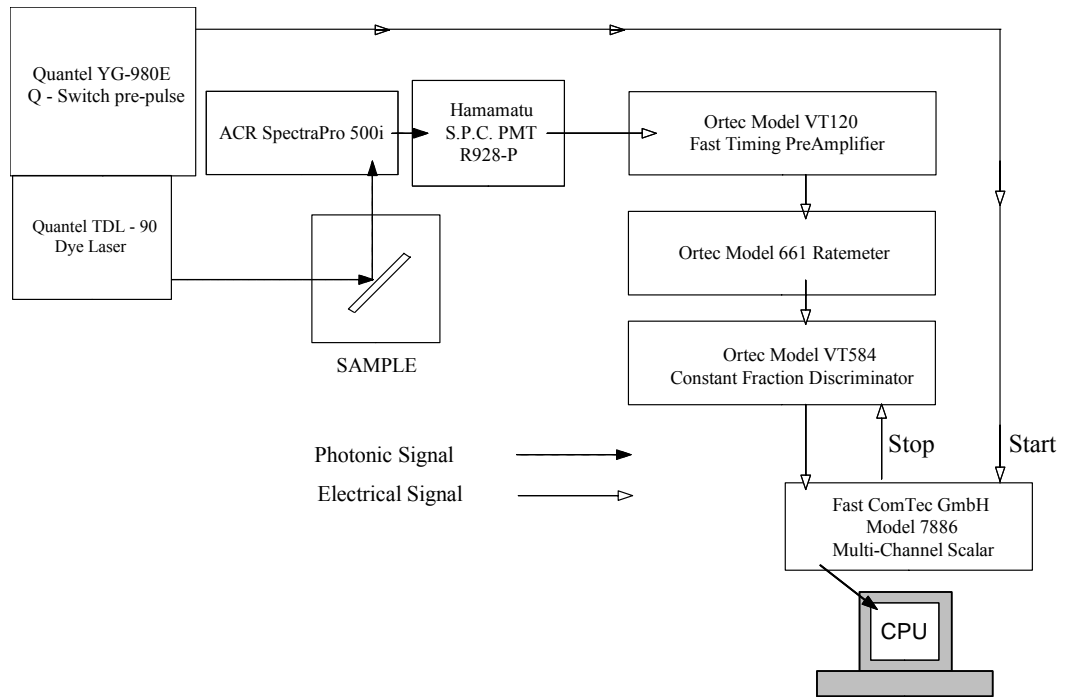 Quantel YG-980E
Q - Switch pre-pulse
ACR SpectraPro 500i
Hamamatu
S.P.C. PMT
R928-P
Ortec Model VT120
Fast Timing PreAmplifier
Quantel TDL - 90
Dye Laser
Ortec Model 661 Ratemeter
SAMPLE
Ortec Model VT584
Constant Fraction Discriminator
Stop
Start
Photonic Signal
Electrical Signal
Fast ComTec GmbH
Model 7886
Multi-Channel Scalar
CPU